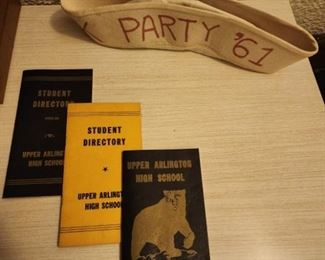 PARTY '61
STUDENT
DIRECTORY
UPPER ARLINGTON
HIGH SCHOOL
STUDENT
DIRECTORY
UPPER ARLINGTON
HIGH SCHOOL
UPPER ARLINGTON
HIGH SCHOOL